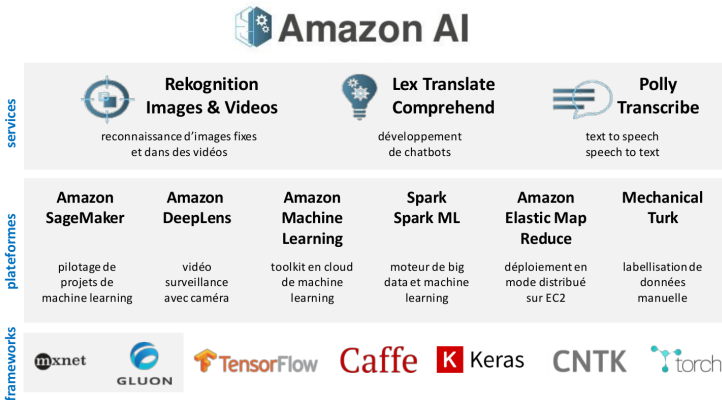 Amazon AI
services
Rekognition
Images & Videos
reconnaissance d'images fixes
et dans des vidéos
Lex Translate
Comprehend
développement
de chatbots
Polly
Transcribe
text to speech
speech to text
plateformes
Amazon
SageMaker
pilotage de
projets de
machine learning
Amazon
DeepLens
vidéo
surveillance
avec caméra
Amazon
Machine
Learning
toolkit en cloud
de machine
learning
Spark
Spark ML
moteur de big
data et machine
learning
Amazon
Elastic Map
Reduce
déploiement en
mode distribué
sur EC2
Mechanical
Turk
labellisation de
données
manuelle
frameworks
mxnet
GLUON
TensorFlow
Caffe
K Keras
CNTK
torch